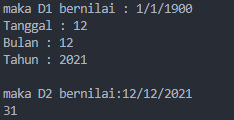 maka D1 bernilai : 1/1/1900
Tanggal : 12
Bulan : 12
Tahun : 2021
maka D2 bernilai:12/12/2021
31